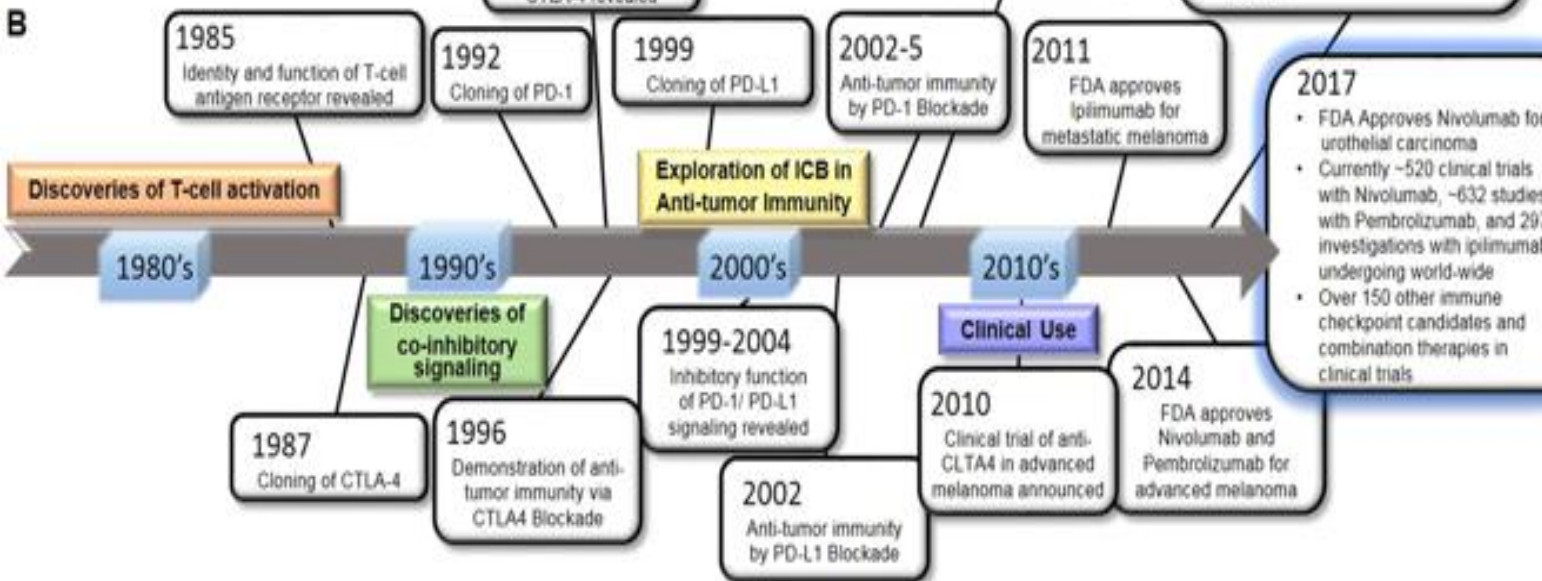 B
1985
Identity and function of T-cell
antigen receptor revealed
1992
Cloning of PD-1
1999
Cloning of PD-L1
2002-5
Anti-tumor immunity
by PD-1 Blockade
2011
FDA approves
Ipilimumab for
metastatic melanoma
2017
• FDA Approves Nivolumab for
urothelial carcinoma
• Currently ~520 clinical trials
with Nivolumab, ~632 studies
with Pembrolizumab, and 297
investigations with ipilimumab
undergoing world-wide
• Over 150 other immune
checkpoint candidates and
combination therapies in
clinical trials
Discoveries of T-cell activation
Exploration of ICB in
Anti-tumor Immunity
1980's
1990's
2000's
2010's
Discoveries of
co-inhibitory
signaling
Clinical Use
1987
Cloning of CTLA-4
1996
Demonstration of anti-
tumor immunity via
CTLA4 Blockade
1999-2004
Inhibitory function
of PD-1/ PD-L1
signaling revealed
2002
Anti-tumor immunity
by PD-L1 Blockade
2010
Clinical trial of anti-
CLTA4 in advanced
melanoma announced
2014
FDA approves
Nivolumab and
Pembrolizumab for
advanced melanoma